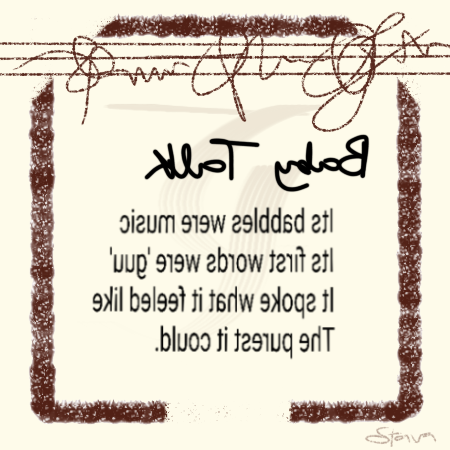 Baby Talk
Its babbles were music
Its first words were 'guu'
It spoke what it feeled like
The purest it could.